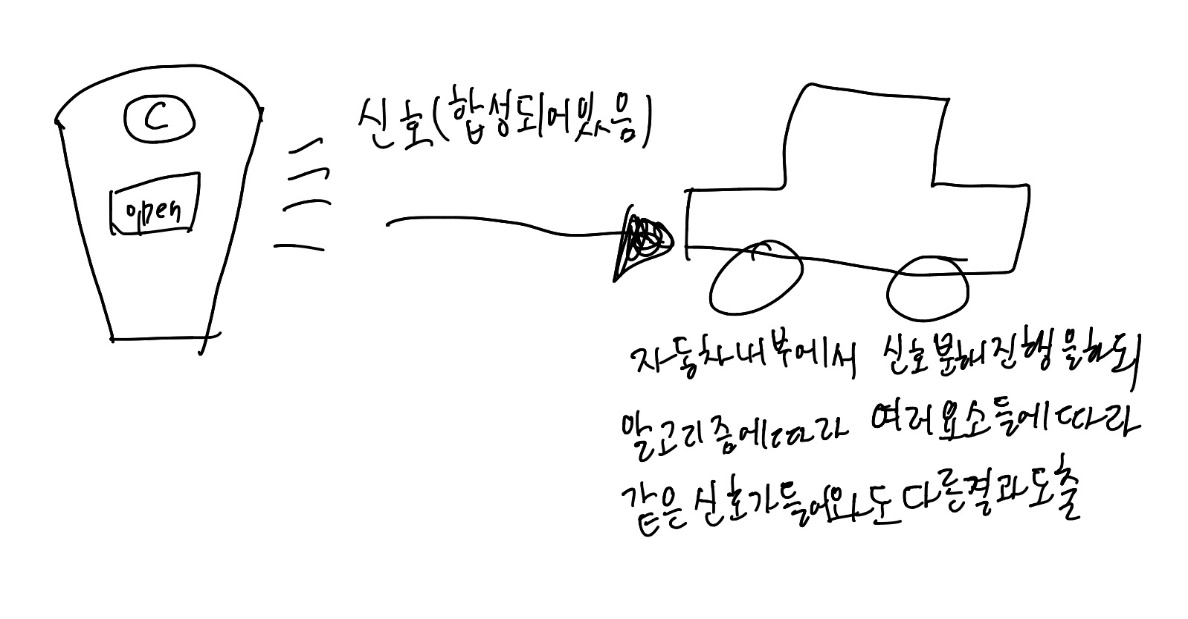 C
open
신호(합성되어있음)
자동차내부에서 신호분해진행을하되
알고리즘에따라 여러요소들에따라
같은신호가들어와도다른결과도출